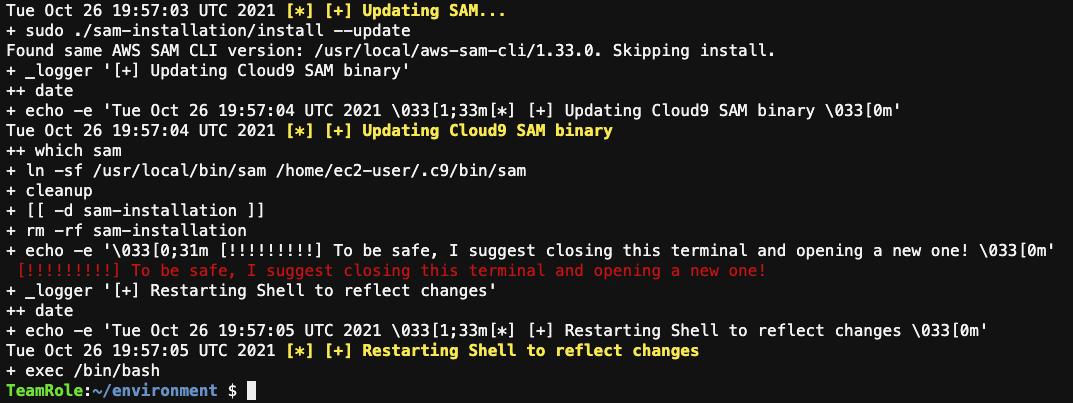 Tue Oct 26 19:57:03 UTC 2021 [*] [+] Updating SAM...
+ sudo ./sam-installation/install --update
Found same AWS SAM CLI version: /usr/local/aws-sam-cli/1.33.0. Skipping install.
+ _logger '[+] Updating Cloud9 SAM binary'
++ date
+ echo -e 'Tue Oct 26 19:57:04 UTC 2021 \033[1;33m[*] [+] Updating Cloud9 SAM binary \033[0m'
Tue Oct 26 19:57:04 UTC 2021 [*] [+] Updating Cloud9 SAM binary
++ which sam
+ ln -sf /usr/local/bin/sam /home/ec2-user/.c9/bin/sam
+ cleanup
+ [[ -d sam-installation ]]
+ rm -rf sam-installation
+ echo -e '\033[0;31m [!!!!!!!!!] To be safe, I suggest closing this terminal and opening a new one! \033[0m'
[!!!!!!!!!] To be safe, I suggest closing this terminal and opening a new one!
+ _logger '[+] Restarting Shell to reflect changes'
++ date
+ echo -e 'Tue Oct 26 19:57:05 UTC 2021 \033[1;33m[*] [+] Restarting Shell to reflect changes \033[0m'
Tue Oct 26 19:57:05 UTC 2021 [*] [+] Restarting Shell to reflect changes
+ exec /bin/bash
TeamRole:~/environment $